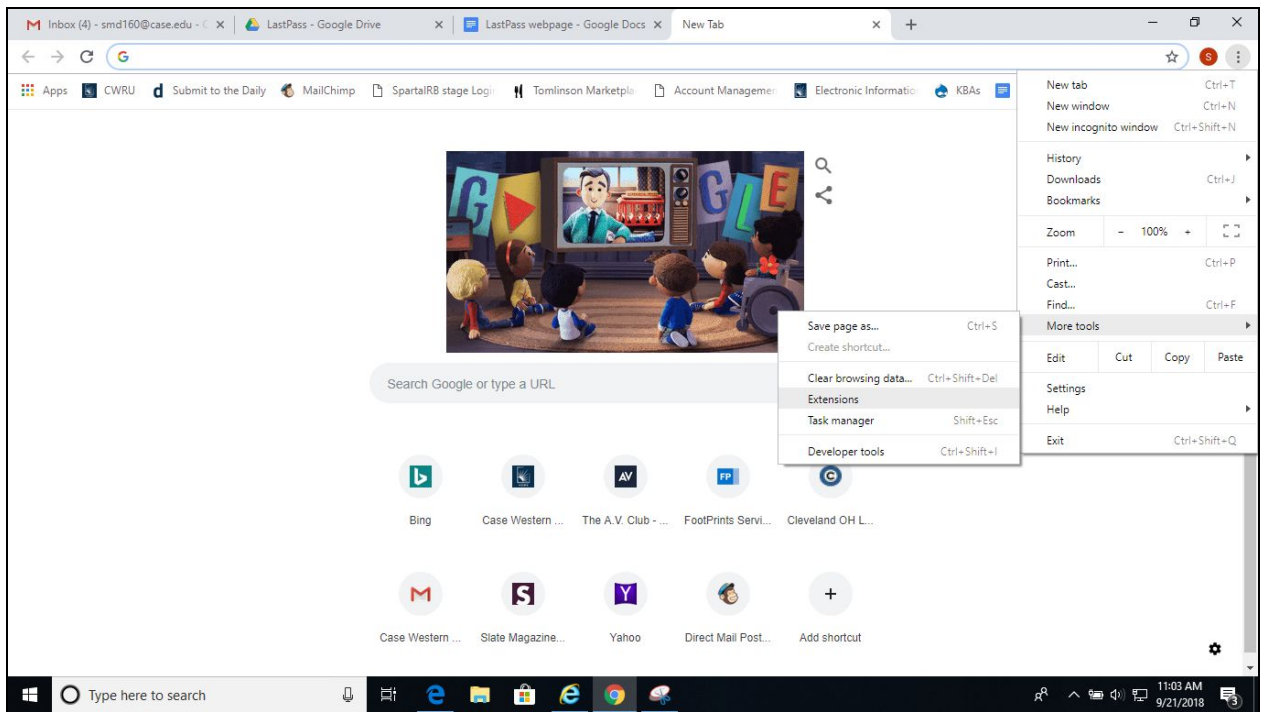 Inbox (4) - smd160@case.edu - C
LastPass - Google Drive
LastPass webpage - Google Docs
New Tab
Apps
CWRU
Submit to the Daily
MailChimp
SpartaIRB stage Login
Tomlinson Marketpla
Account Managemen
Electronic Informatio
KBAs
New tab Ctrl+T
New window Ctrl+N
New incognito window Ctrl+Shift+N
History
Downloads Ctrl+J
Bookmarks
Zoom - 100% +
Print... Ctrl+P
Cast...
Find... Ctrl+F
More tools
Edit Cut Copy Paste
Settings
Help
Exit Ctrl+Shift+Q
Save page as... Ctrl+S
Create shortcut...
Clear browsing data... Ctrl+Shift+Del
Extensions
Task manager Shift+Esc
Developer tools Ctrl+Shift+I
G GLE
Search Google or type a URL
AV
FP
Bing
Case Western ...
The A.V. Club - ...
FootPrints Servi...
Cleveland OH L...
Case Western ...
Slate Magazine...
Yahoo
Direct Mail Post...
Add shortcut
Type here to search
11:03 AM
9/21/2018
3